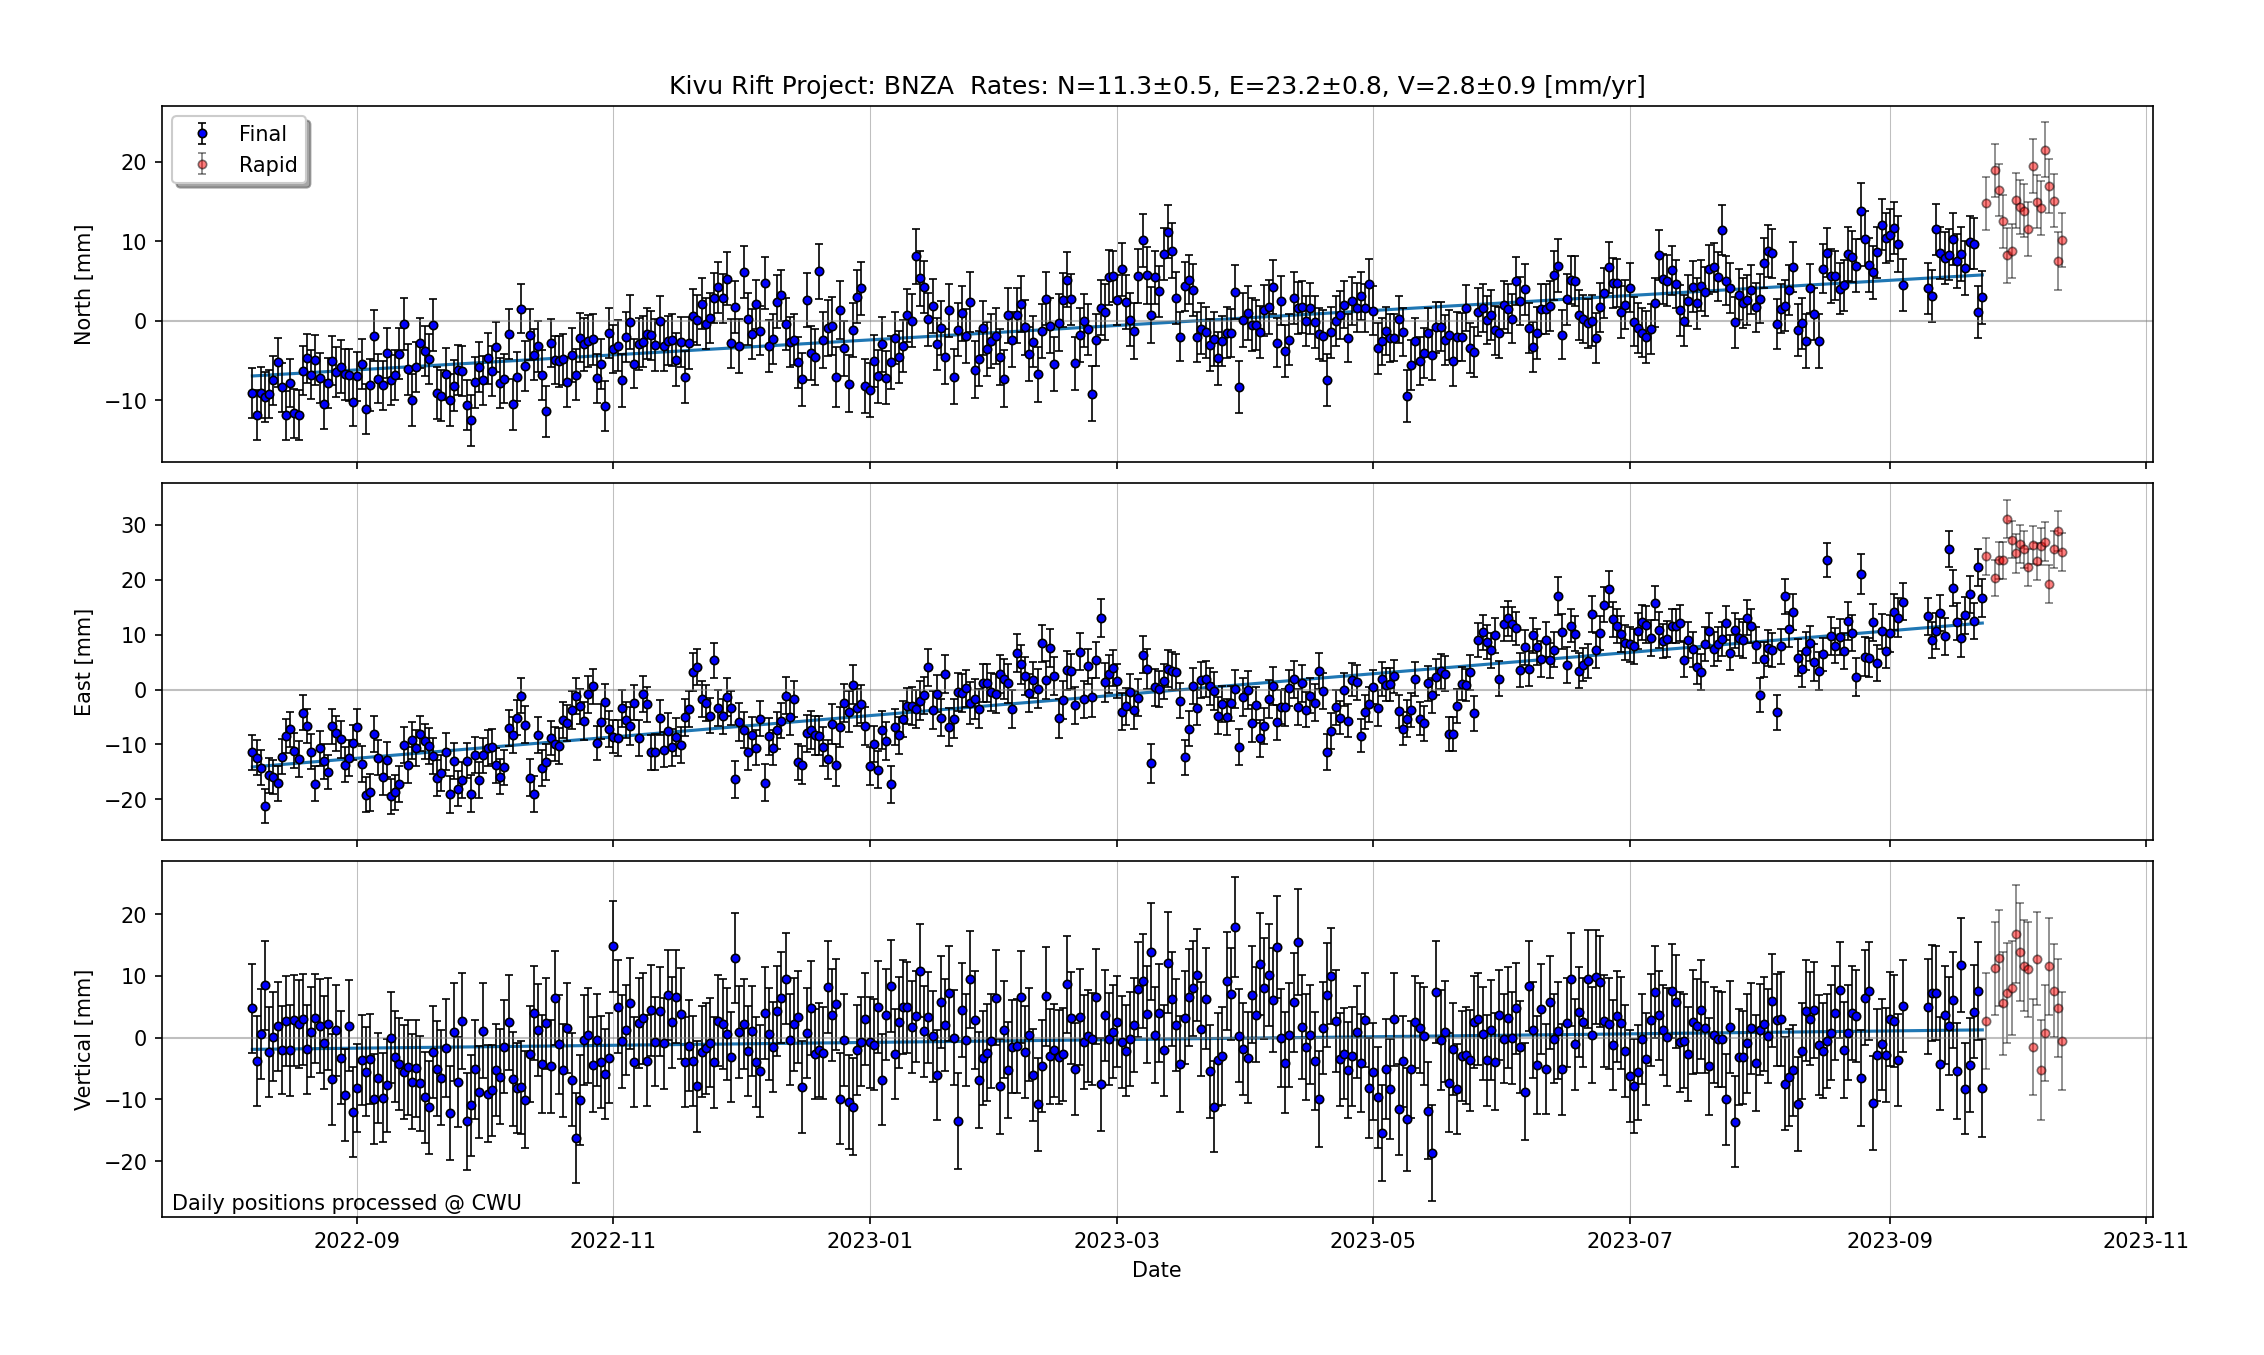 Kivu Rift Project: BNZA  Rates: N=11.3±0.5, E=23.2±0.8, V=2.8±0.9 [mm/yr]
Final
Rapid
North [mm]
20
10
0
−10
East [mm]
30
20
10
0
−10
−20
Vertical [mm]
20
10
0
−10
−20
Daily positions processed @ CWU
2022-09 2022-11 2023-01 2023-03 2023-05 2023-07 2023-09 2023-11
Date